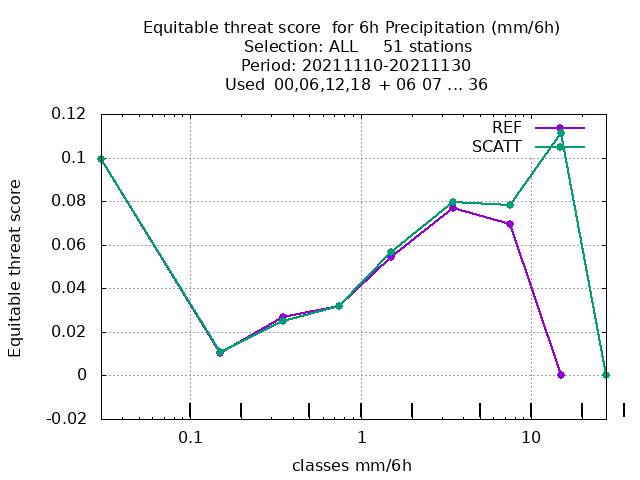 Equitable threat score  for 6h Precipitation (mm/6h)
Selection: ALL     51 stations
Period: 20211110-20211130
Used  00,06,12,18  + 06 07 ... 36
REF
SCATT
0.12
0.1
0.08
0.06
0.04
0.02
0
-0.02
Equitable threat score
0.1
1
10
classes mm/6h